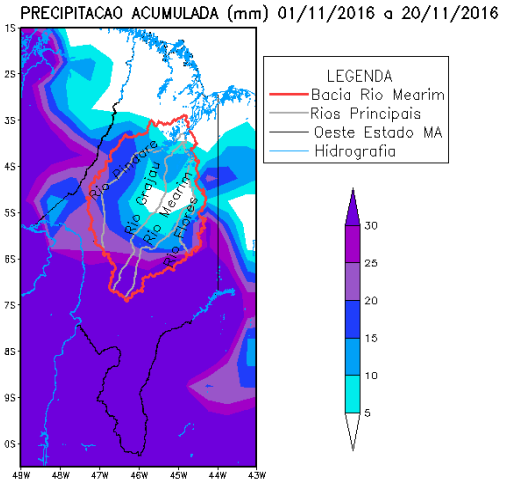 PRECIPITACAO ACUMULADA (mm) 01/11/2016 a 20/11/2016
LEGENDA
Bacia Rio Mearim
Rios Principais
Oeste Estado MA
Hidrografia
1S
2S
3S
4S
5S
6S
7S
8S
9S
0S
48W
48W
47W
46W
45W
44W
43W
Rio Pindare
Rio Grajau
Rio Mearim
Rio Flores
30
25
20
15
10
5